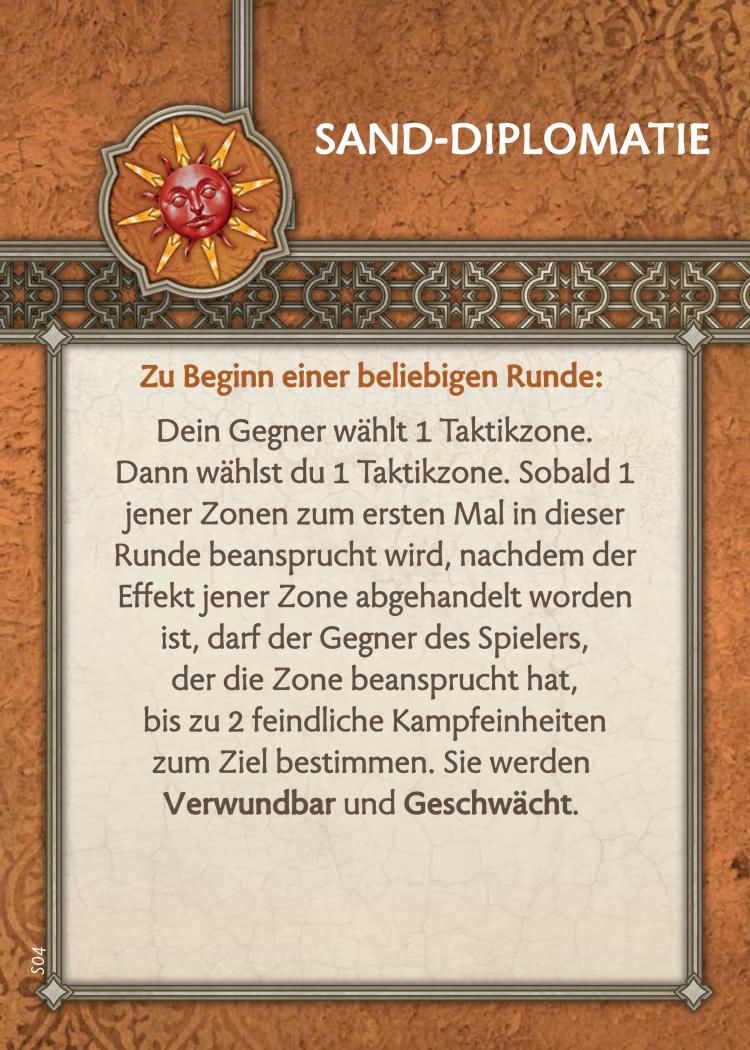 SAND-DIPLOMATIE
Zu Beginn einer beliebigen Runde:
Dein Gegner wählt 1 Taktikzone.
Dann wählst du 1 Taktikzone. Sobald 1
jener Zonen zum ersten Mal in dieser
Runde beansprucht wird, nachdem der
Effekt jener Zone abgehandelt worden
ist, darf der Gegner des Spielers,
der die Zone beansprucht hat,
bis zu 2 feindliche Kampfeinheiten
zum Ziel bestimmen. Sie werden
Verwundbar und Geschwächt.
S04